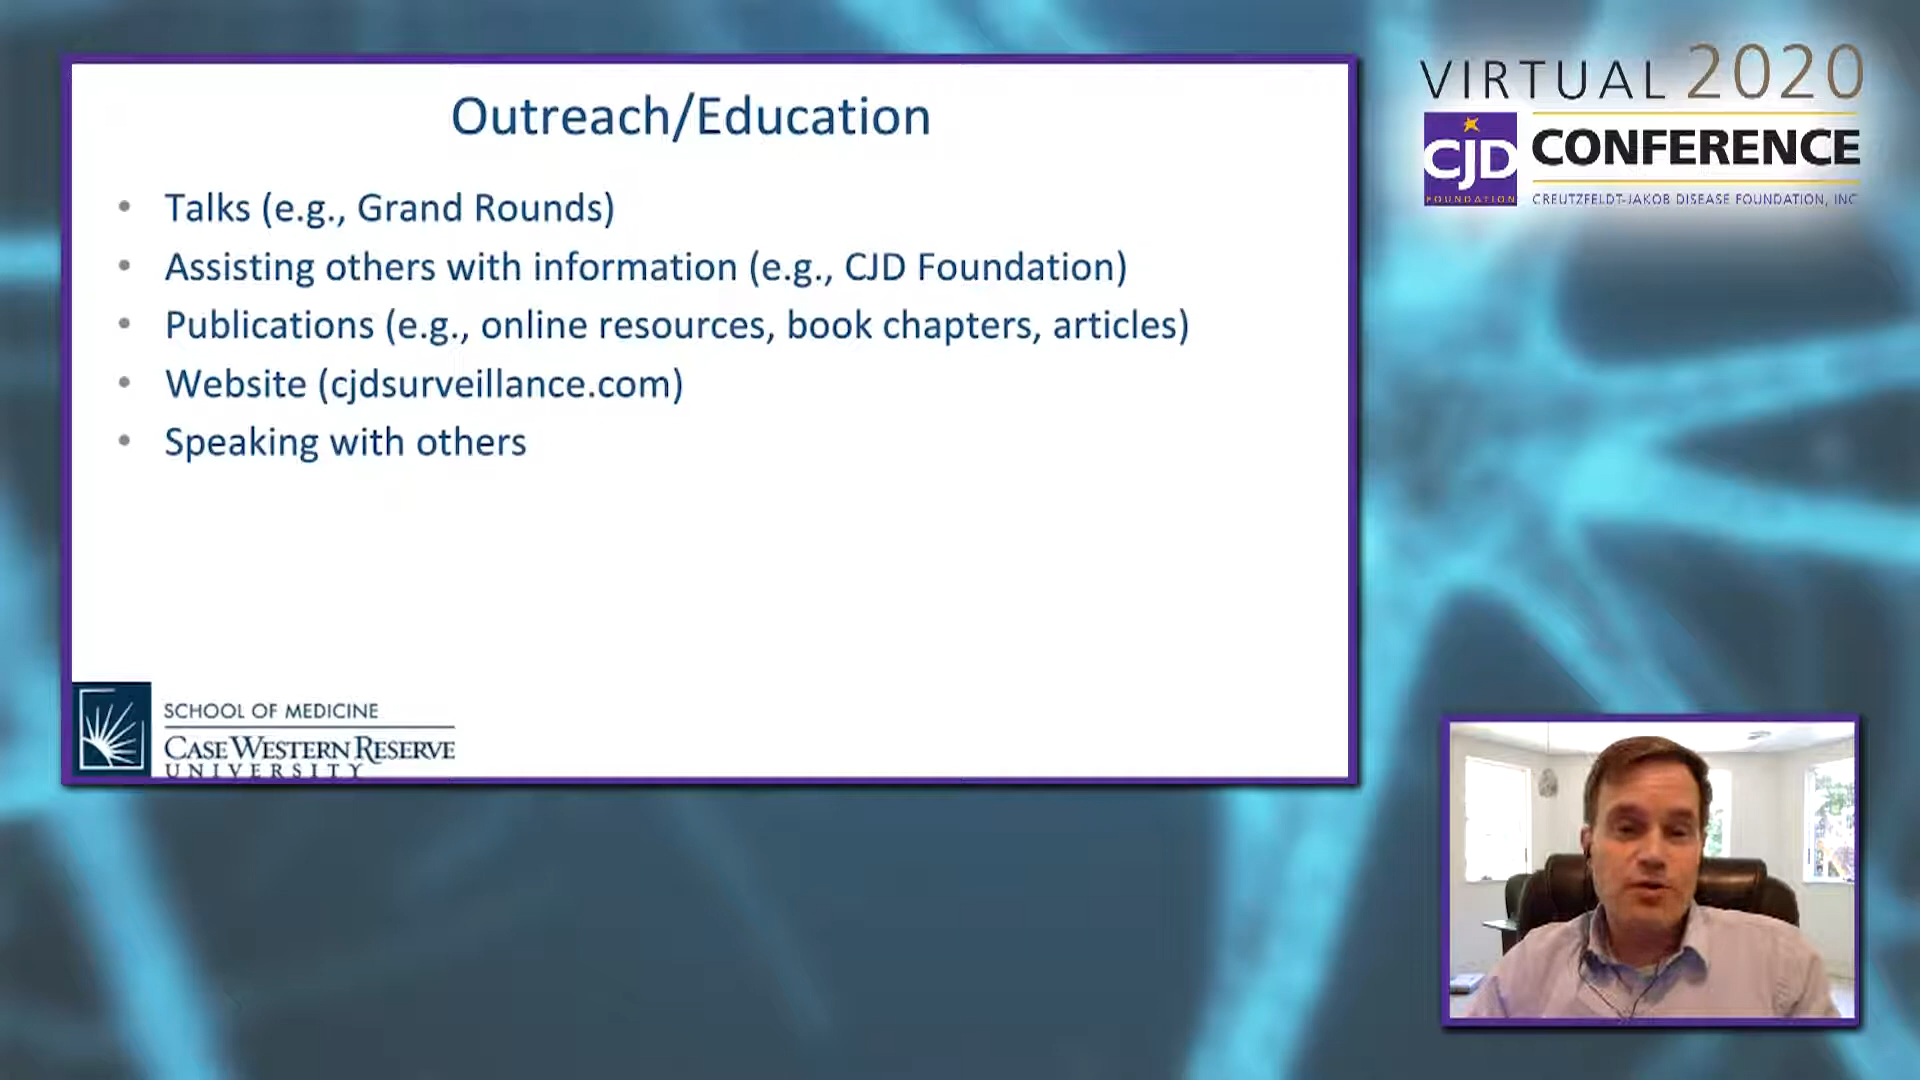 Outreach/Education
• Talks (e.g., Grand Rounds)
• Assisting others with information (e.g., CJD Foundation)
• Publications (e.g., online resources, book chapters, articles)
• Website (cjdsurveillance.com)
• Speaking with others
SCHOOL OF MEDICINE
CASE WESTERN RESERVE
UNIVERSITY
VIRTUAL 2020
CJD
FOUNDATION
CONFERENCE
CREUTZFELDT-JAKOB DISEASE FOUNDATION, INC